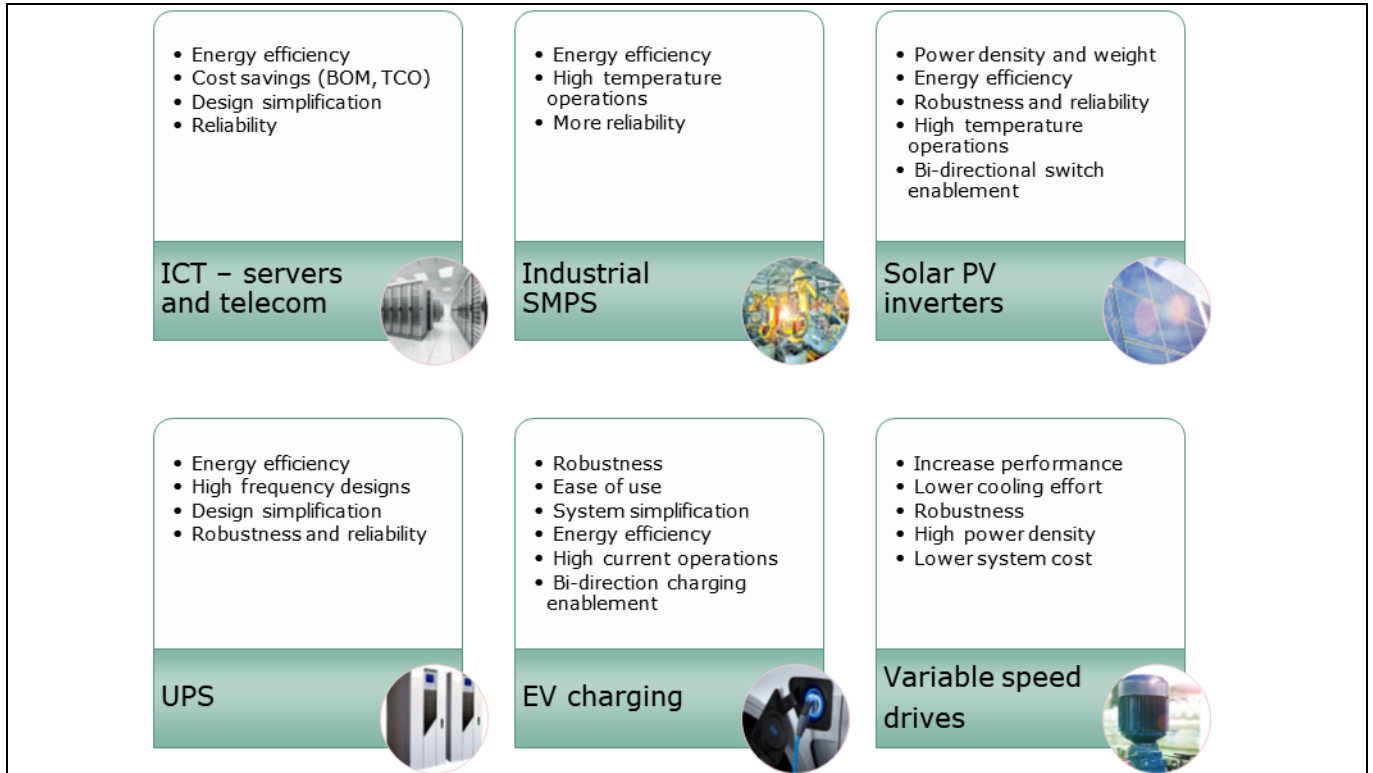 • Energy efficiency
• Cost savings (BOM, TCO)
• Design simplification
• Reliability
ICT – servers
and telecom
• Energy efficiency
• High temperature
operations
• More reliability
Industrial
SMPS
• Power density and weight
• Energy efficiency
• Robustness and reliability
• High temperature
operations
• Bi-directional switch
enablement
Solar PV
inverters
• Energy efficiency
• High frequency designs
• Design simplification
• Robustness and reliability
UPS
• Robustness
• Ease of use
• System simplification
• Energy efficiency
• High current operations
• Bi-direction charging
enablement
EV charging
• Increase performance
• Lower cooling effort
• Robustness
• High power density
• Lower system cost
Variable speed
drives